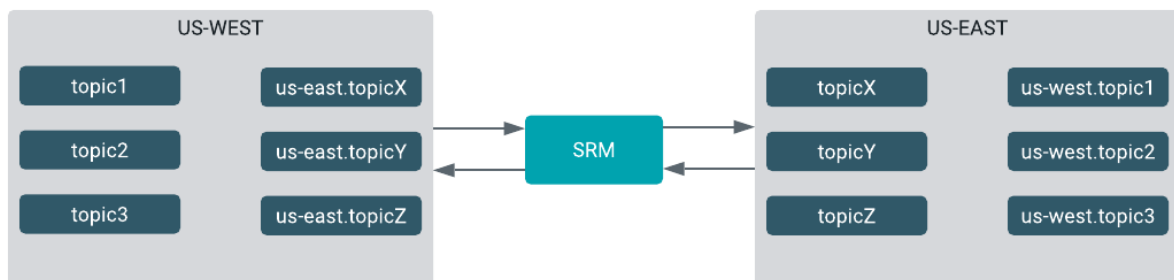 US-WEST
topic1
us-east.topicX
topic2
us-east.topicY
topic3
us-east.topicZ
SRM
US-EAST
topicX
us-west.topic1
topicY
us-west.topic2
topicZ
us-west.topic3